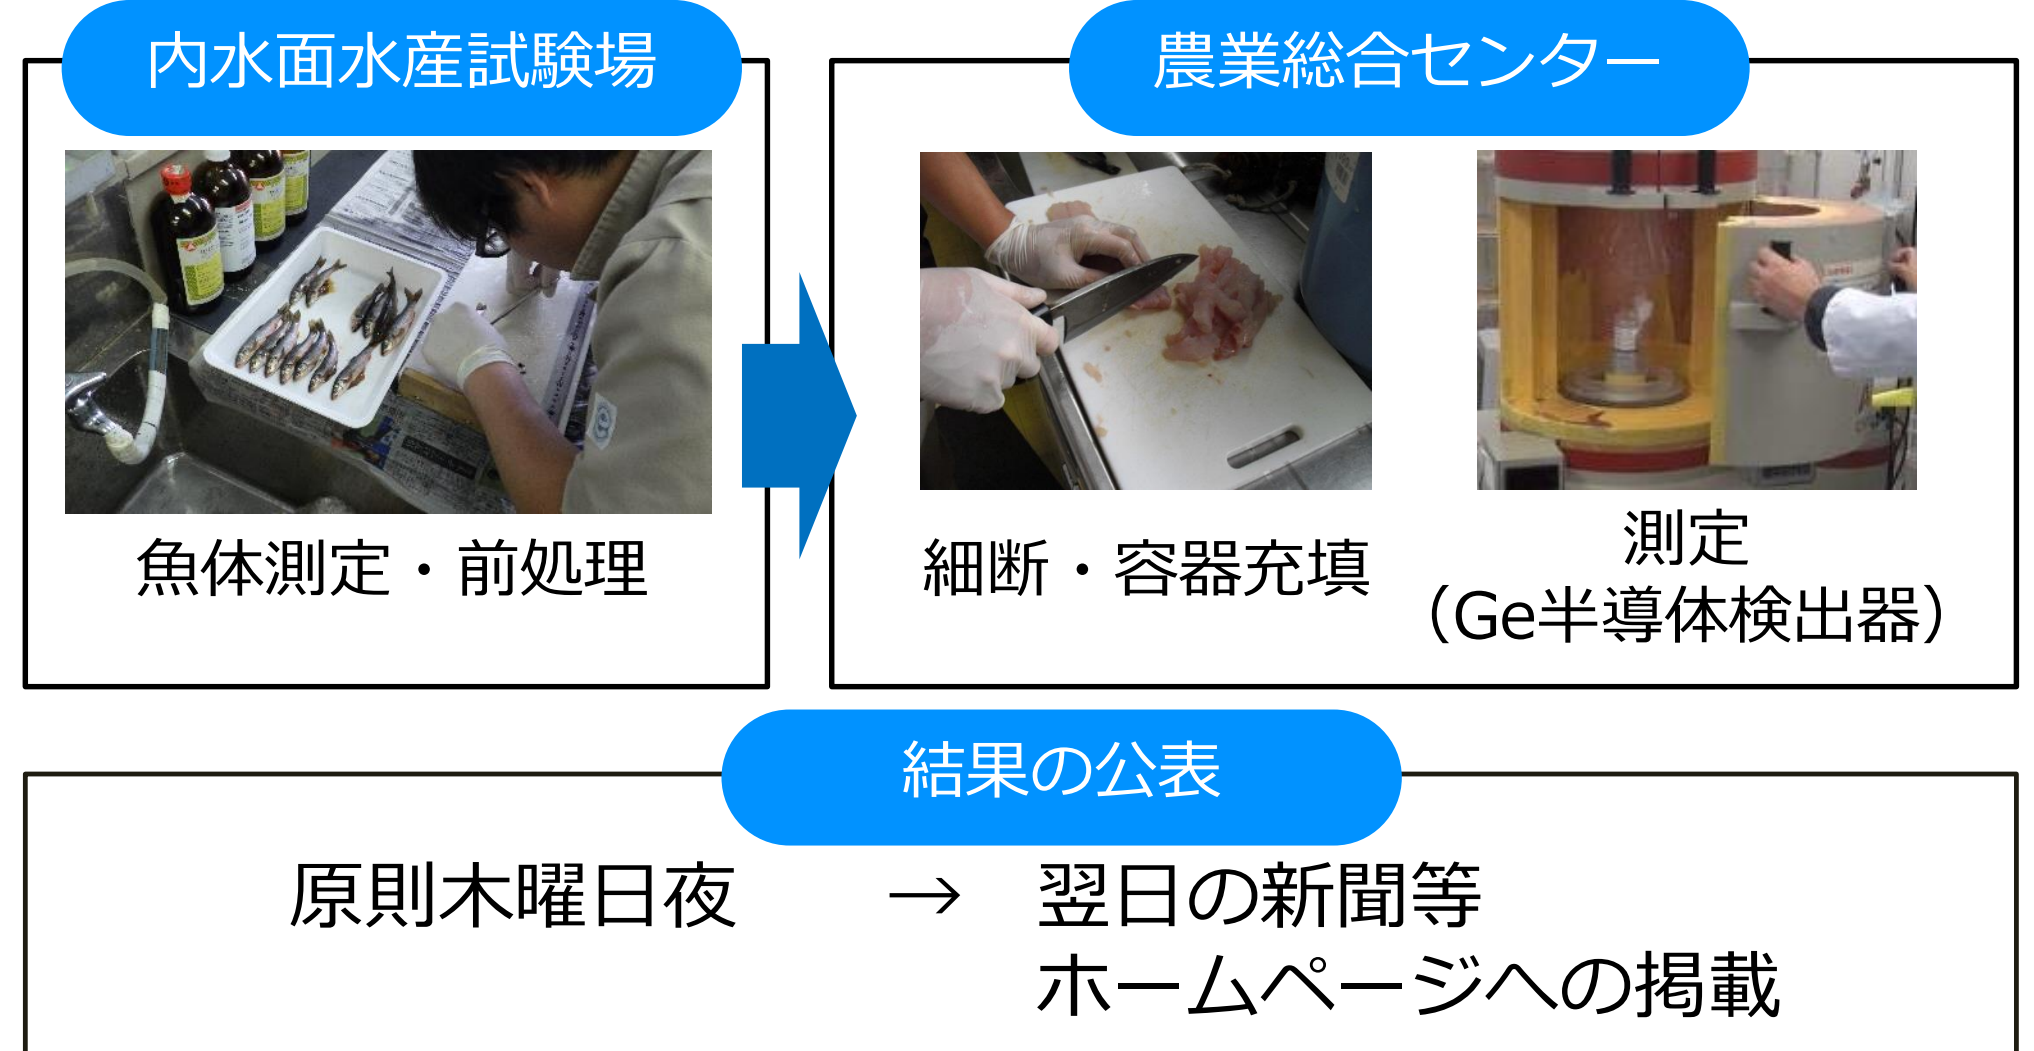 内水面水産試験場
農業総合センター
魚体測定・前処理
細断・容器充填
測定
（Ge半導体検出器）
結果の公表
原則木曜日夜　→　翌日の新聞等
ホームページへの掲載